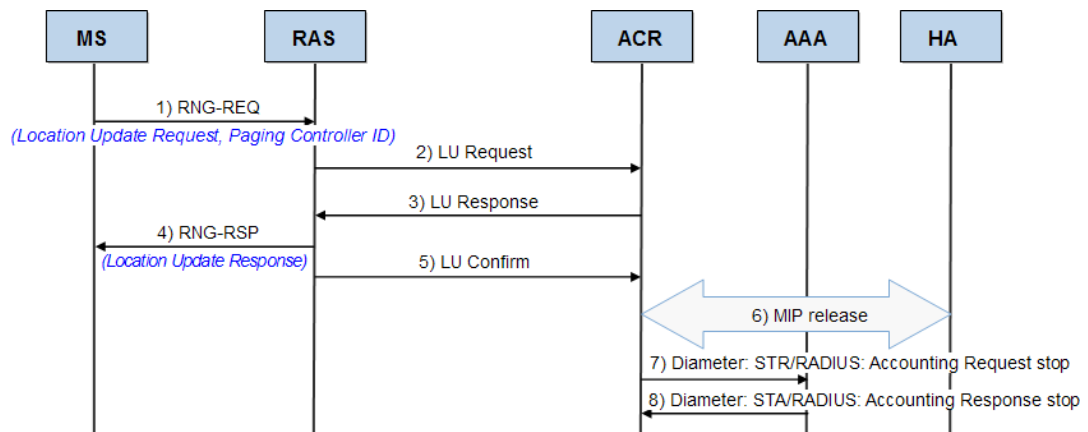 MS RAS ACR AAA HA
1) RNG-REQ
(Location Update Request, Paging Controller ID)
2) LU Request
3) LU Response
4) RNG-RSP
(Location Update Response)
5) LU Confirm
6) MIP release
7) Diameter: STR/RADIUS: Accounting Request stop
8) Diameter: STA/RADIUS: Accounting Response stop